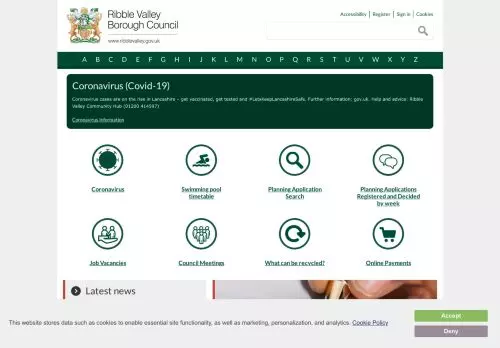 Ribble Valley
Borough Council
www.ribblevalley.gov.uk
Accessibility Register Sign in Cookies
A B C D E F G H I J K L M N O P Q R S T U V W X Y Z
Coronavirus (Covid-19)
Coronavirus cases are on the rise in Lancashire - get vaccinated, get tested and #LetsKeepLancashireSafe. Further information: gov.uk. Help and advice: Ribble
Valley Community Hub (01200 414597)
Coronavirus information
Coronavirus
Swimming pool
timetable
Planning Application
Search
Planning Applications
Registered and Decided
by week
Job Vacancies
Council Meetings
What can be recycled?
Online Payments
Latest news
This website stores data such as cookies to enable essential site functionality, as well as marketing, personalization, and analytics. Cookie Policy
Accept
Deny